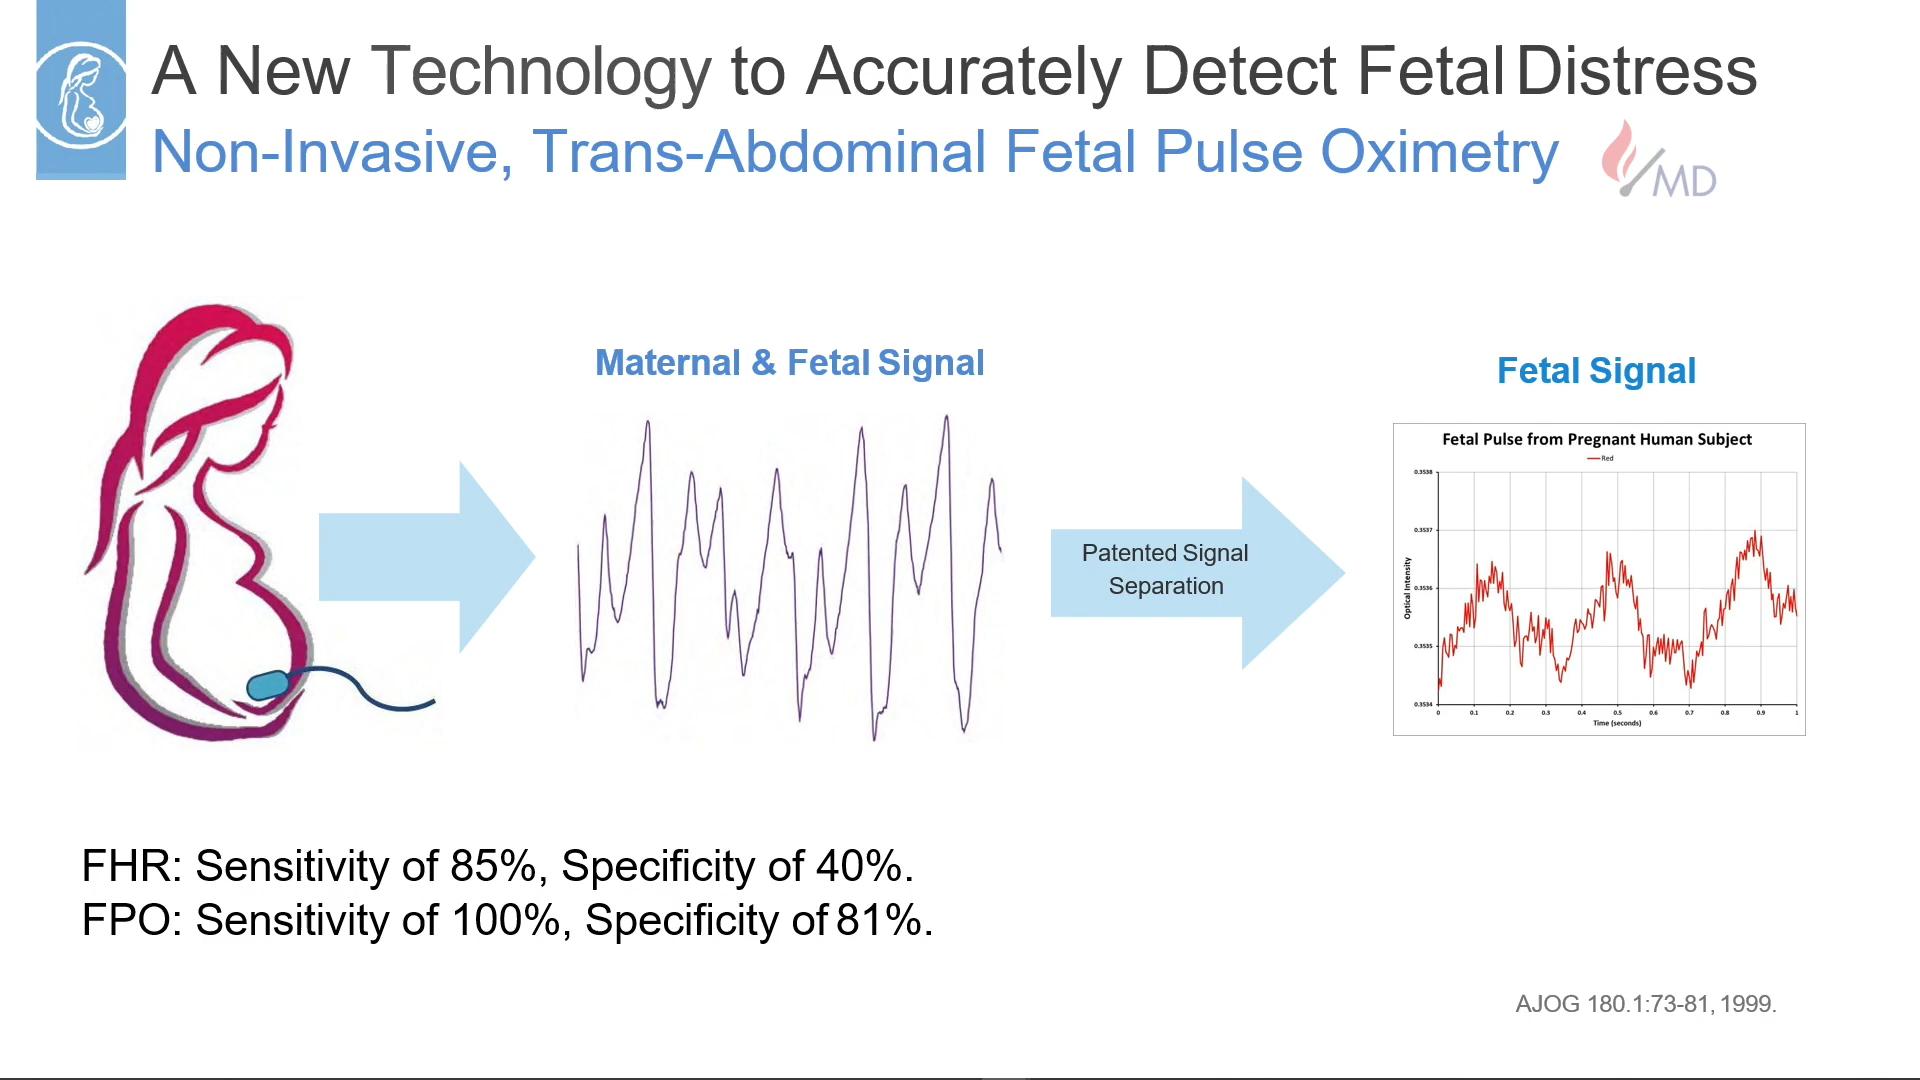 A New Technology to Accurately Detect Fetal Distress
Non-Invasive, Trans-Abdominal Fetal Pulse Oximetry
MD
Maternal & Fetal Signal
Patented Signal
Separation
Fetal Signal
Fetal Pulse from Pregnant Human Subject
Red
0.3538
0.3537
0.3536
0.3535
0.3534
Optical Intensity
0 0.1 0.2 0.3 0.4 0.5 0.6 0.7 0.8 0.9 1
Time (seconds)
FHR: Sensitivity of 85%, Specificity of 40%.
FPO: Sensitivity of 100%, Specificity of 81%.
AJOG 180.1:73-81, 1999.